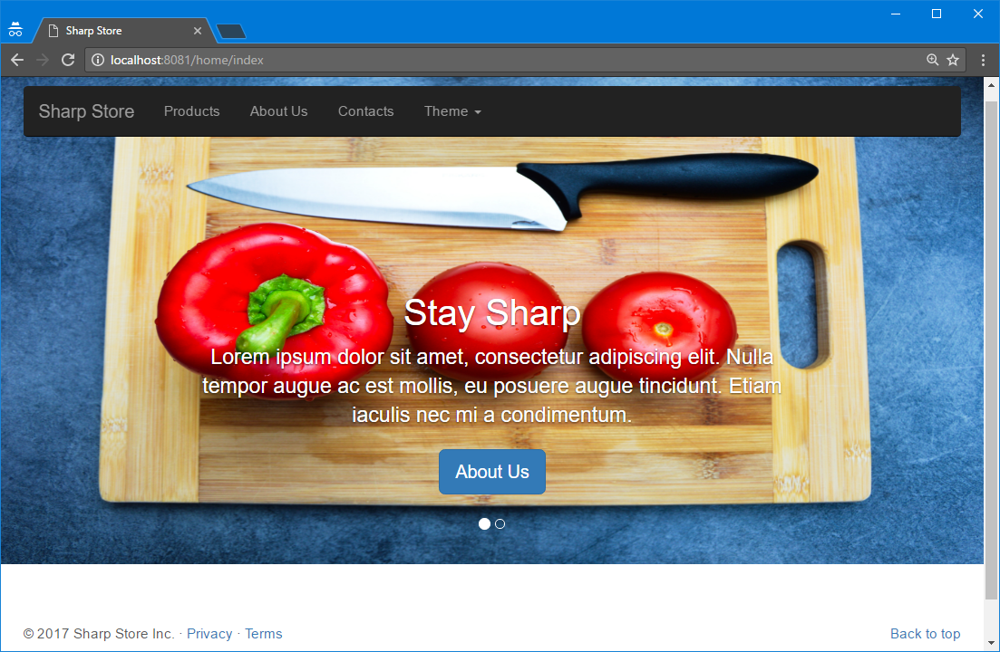 Sharp Store
localhost:8081/home/index
Sharp Store Products About Us Contacts Theme
Stay Sharp
Lorem ipsum dolor sit amet, consectetur adipiscing elit. Nulla
tempor augue ac est mollis, eu posuere augue tincidunt. Etiam
iaculis nec mi a condimentum.
About Us
© 2017 Sharp Store Inc. · Privacy · Terms Back to top